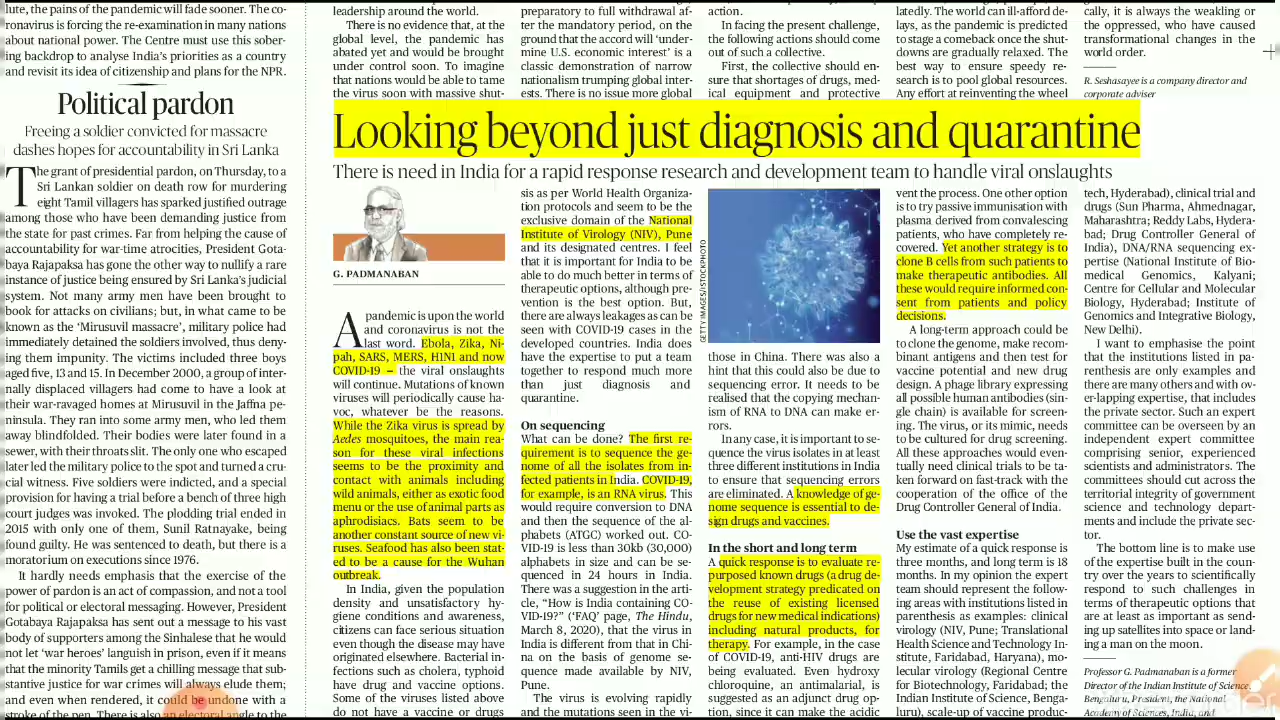 lute, the pains of the pandemic will fade sooner. The co-
ronavirus is forcing the re-examination in many nations
about national power. The Centre must use this sober-
ing backdrop to analyse India's priorities as a country
and revisit its idea of citizenship and plans for the NPR.
Political pardon
Freeing a soldier convicted for massacre
dashes hopes for accountability in Sri Lanka
The grant of presidential pardon, on Thursday, to a
Sri Lankan soldier on death row for murdering
eight Tamil villagers has sparked justified outrage
among those who have been demanding justice from
the state for past crimes. Far from helping the cause of
accountability for war-time atrocities, President Gota-
baya Rajapaksa has gone the other way to nullify a rare
instance of justice being ensured by Sri Lanka's judicial
system. Not many army men have been brought to
book for attacks on civilians; but, in what came to be
known as the 'Mirusuvil massacre', military police had
immediately detained the soldiers involved, thus deny-
ing them impunity. The victims included three boys
aged five, 13 and 15. In December 2000, a group of inter-
nally displaced villagers had come to have a look at
their war-ravaged homes at Mirusuvil in the Jaffna pe-
ninsula. They ran into some army men, who led them
away blindfolded. Their bodies were later found in a
sewer, with their throats slit. The only one who escaped
later led the military police to the spot and turned a cru-
cial witness. Five soldiers were indicted, and a special
provision for having a trial before a bench of three high
court judges was invoked. The plodding trial ended in
2015 with only one of them, Sunil Ratnayake, being
found guilty. He was sentenced to death, but there is a
moratorium on executions since 1976.
It hardly needs emphasis that the exercise of the
power of pardon is an act of compassion, and not a tool
for political or electoral messaging. However, President
Gotabaya Rajapaksa has sent out a message to his vast
body of supporters among the Sinhalese that he would
not let 'war heroes' languish in prison, even if it means
that the minority Tamils get a chilling message that sub-
stantive justice for war crimes will always elude them;
and even when rendered, it could be undone with a
stroke of the pen. There is also an electoral angle to the
leadership around the world.
There is no evidence that, at the
global level, the pandemic has
abated yet and would be brought
under control soon. To imagine
that nations would be able to tame
the virus soon with massive shut-
preparatory to full withdrawal af-
ter the mandatory period, on the
ground that the accord will 'under-
mine U.S. economic interest' is a
classic demonstration of narrow
nationalism trumping global inter-
ests. There is no issue more global
action.
In facing the present challenge,
the following actions should come
out of such a collective.
First, the collective should en-
sure that shortages of drugs, med-
ical equipment and protective
latedly. The world can ill-afford de-
lays, as the pandemic is predicted
to stage a comeback once the shut-
downs are gradually relaxed. The
best way to ensure speedy re-
search is to pool global resources.
Any effort at reinventing the wheel
cally, it is always the weakling or
the oppressed, who have caused
transformational changes in the
world order.
R. Seshasayee is a company director and
corporate adviser
Looking beyond just diagnosis and quarantine
There is need in India for a rapid response research and development team to handle viral onslaughts
G. PADMANABAN
A pandemic is upon the world
and coronavirus is not the
last word. Ebola, Zika, Ni-
pah, SARS, MERS, H1N1 and now
COVID-19 – the viral onslaughts
will continue. Mutations of known
viruses will periodically cause ha-
voc, whatever be the reasons.
While the Zika virus is spread by
Aedes mosquitoes, the main rea-
son for these viral infections
seems to be the proximity and
contact with animals including
wild animals, either as exotic food
menu or the use of animal parts as
aphrodisiacs. Bats seem to be
another constant source of new vi-
ruses. Seafood has also been stat-
ed to be a cause for the Wuhan
outbreak.
In India, given the population
density and unsatisfactory hy-
giene conditions and awareness,
citizens can face serious situation
even though the disease may have
originated elsewhere. Bacterial in-
fections such as cholera, typhoid
have drug and vaccine options.
Some of the viruses listed above
do not have a vaccine or drugs
sis as per World Health Organiza-
tion protocols and seem to be the
exclusive domain of the National
Institute of Virology (NIV), Pune
and its designated centres. I feel
that it is important for India to be
able to do much better in terms of
therapeutic options, although pre-
vention is the best option. But,
there are always leakages as can be
seen with COVID-19 cases in the
developed countries. India does
have the expertise to put a team
together to respond much more
than just diagnosis and
quarantine.
On sequencing
What can be done? The first re-
quirement is to sequence the ge-
nome of all the isolates from in-
fected patients in India. COVID-19,
for example, is an RNA virus. This
would require conversion to DNA
and then the sequence of the al-
phabets (ATGC) worked out. CO-
VID-19 is less than 30kb (30,000)
alphabets in size and can be se-
quenced in 24 hours in India.
There was a suggestion in the arti-
cle, "How is India containing CO-
VID-19?" ('FAQ' page, The Hindu,
March 8, 2020), that the virus in
India is different from that in Chi-
na on the basis of genome se-
quence made available by NIV,
Pune.
The virus is evolving rapidly
and the mutations seen in the vi-
GETTY IMAGES/ISTOCKPHOTO
those in China. There was also a
hint that this could also be due to
sequencing error. It needs to be
realised that the copying mechan-
ism of RNA to DNA can make er-
rors.
In any case, it is important to se-
quence the virus isolates in at least
three different institutions in India
to ensure that sequencing errors
are eliminated. A knowledge of ge-
nome sequence is essential to de-
sign drugs and vaccines.
In the short and long term
A quick response is to evaluate re-
purposed known drugs (a drug de-
velopment strategy predicated on
the reuse of existing licensed
drugs for new medical indications)
including natural products, for
therapy. For example, in the case
of COVID-19, anti-HIV drugs are
being evaluated. Even hydroxy
chloroquine, an antimalarial, is
suggested as an adjunct drug op-
tion, since it can make the acidic
vent the process. One other option
is to try passive immunisation with
plasma derived from convalescing
patients, who have completely re-
covered. Yet another strategy is to
clone B cells from such patients to
make therapeutic antibodies. All
these would require informed con-
sent from patients and policy
decisions.
A long-term approach could be
to clone the genome, make recom-
binant antigens and then test for
vaccine potential and new drug
design. A phage library expressing
all possible human antibodies (sin-
gle chain) is available for screen-
ing. The virus, or its mimic, needs
to be cultured for drug screening.
All these approaches would even-
tually need clinical trials to be ta-
ken forward on fast-track with the
cooperation of the office of the
Drug Controller General of India.
Use the vast expertise
My estimate of a quick response is
three months, and long term is 18
months. In my opinion the expert
team should represent the follow-
ing areas with institutions listed in
parenthesis as examples: clinical
virology (NIV, Pune; Translational
Health Science and Technology In-
stitute, Faridabad, Haryana), mo-
lecular virology (Regional Centre
for Biotechnology, Faridabad; the
Indian Institute of Science, Benga-
luru), scale-up of vaccine produc-
tech, Hyderabad), clinical trial and
drugs (Sun Pharma, Ahmednagar,
Maharashtra; Reddy Labs, Hydera-
bad; Drug Controller General of
India), DNA/RNA sequencing ex-
pertise (National Institute of Bio-
medical Genomics, Kalyani;
Centre for Cellular and Molecular
Biology, Hyderabad; Institute of
Genomics and Integrative Biology,
New Delhi),
I want to emphasise the point
that the institutions listed in pa-
renthesis are only examples and
there are many others and with ov-
er-lapping expertise, that includes
the private sector. Such an expert
committee can be overseen by an
independent expert committee
comprising senior, experienced
scientists and administrators. The
committees should cut across the
territorial integrity of government
science and technology depart-
ments and include the private sec-
tor.
The bottom line is to make use
of the expertise built in the coun-
try over the years to scientifically
respond to such challenges in
terms of therapeutic options that
are at least as important as send-
ing up satellites into space or land-
ing a man on the moon.
Professor G. Padmanaban is a former
Director of the Indian Institute of Science,
Bengaluru, President, the National
Academy of Sciences, India, and